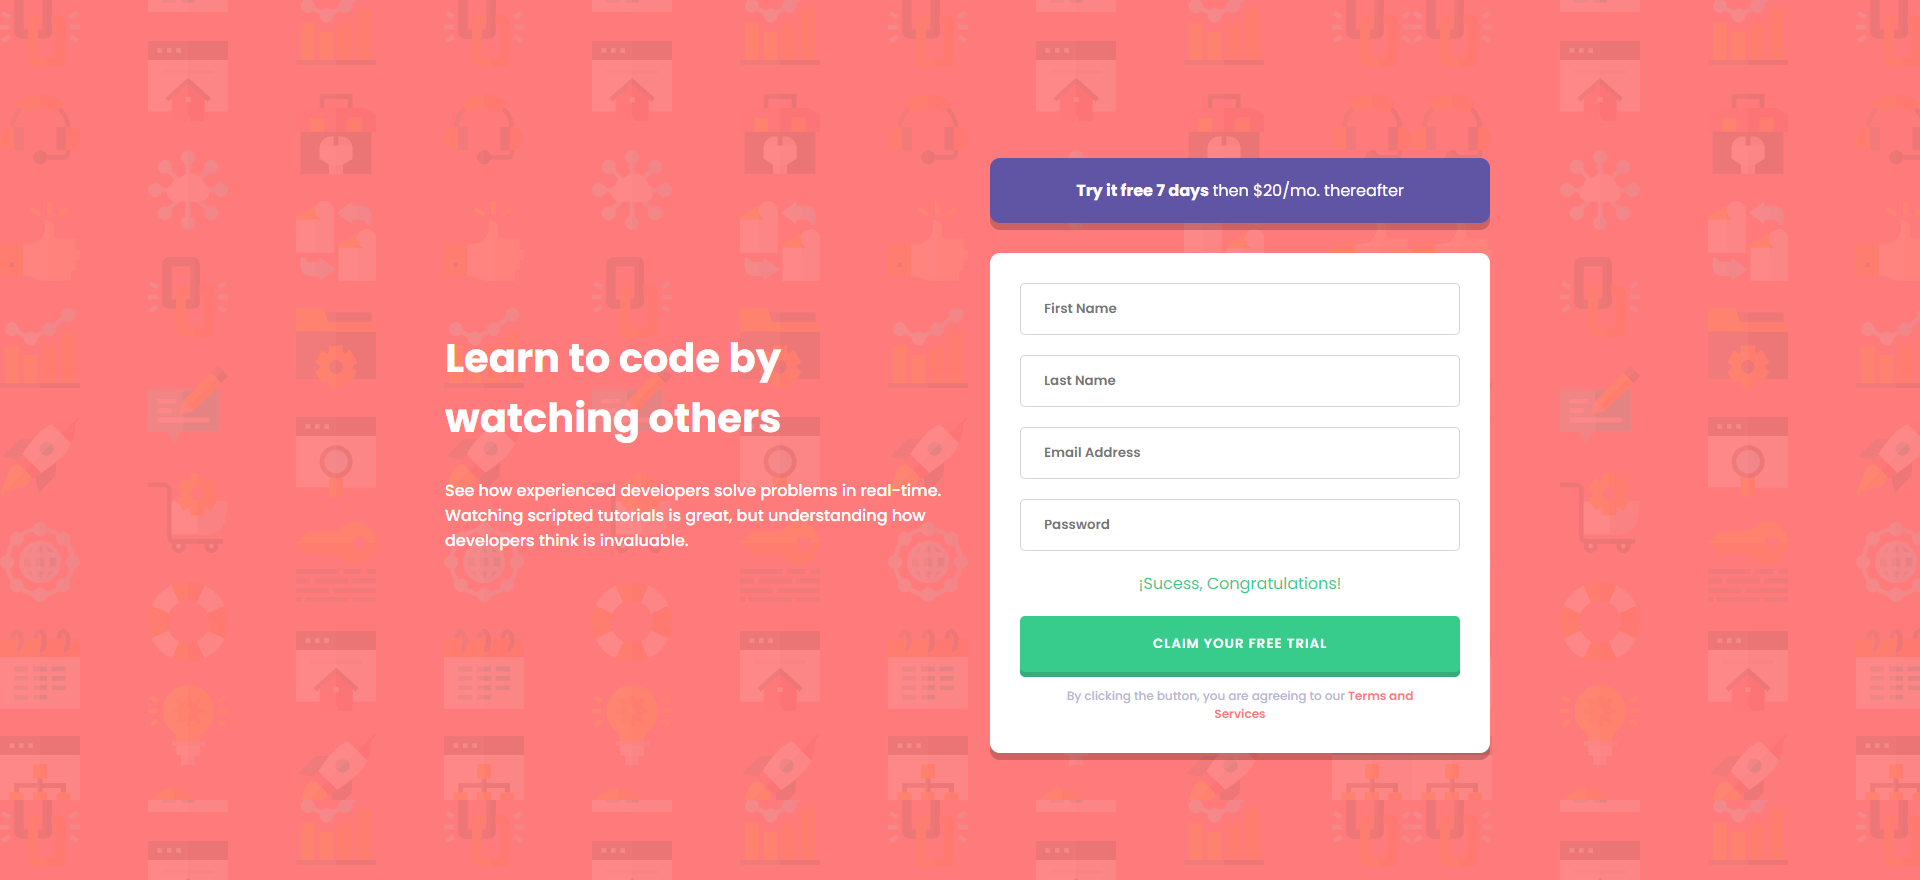 Learn to code by
watching others
See how experienced developers solve problems in real-time.
Watching scripted tutorials is great, but understanding how
developers think is invaluable.
Try it free 7 days then $20/mo. thereafter
First Name
Last Name
Email Address
Password
¡Sucess, Congratulations!
CLAIM YOUR FREE TRIAL
By clicking the button, you are agreeing to our Terms and
Services